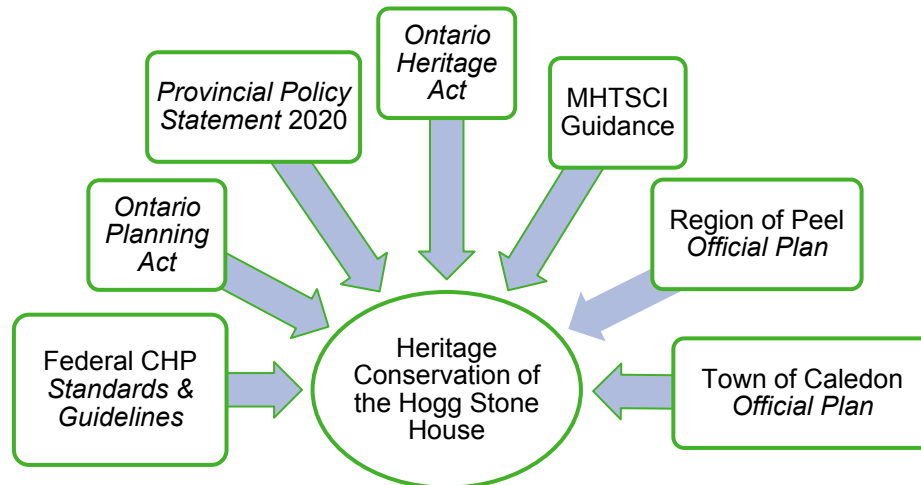 Ontario
Heritage
Act
Provincial Policy
Statement 2020
MHTSCI
Guidance
Ontario
Planning
Act
Region of Peel
Official Plan
Federal CHP
Standards &
Guidelines
Heritage
Conservation of
the Hogg Stone
House
Town of Caledon
Official Plan